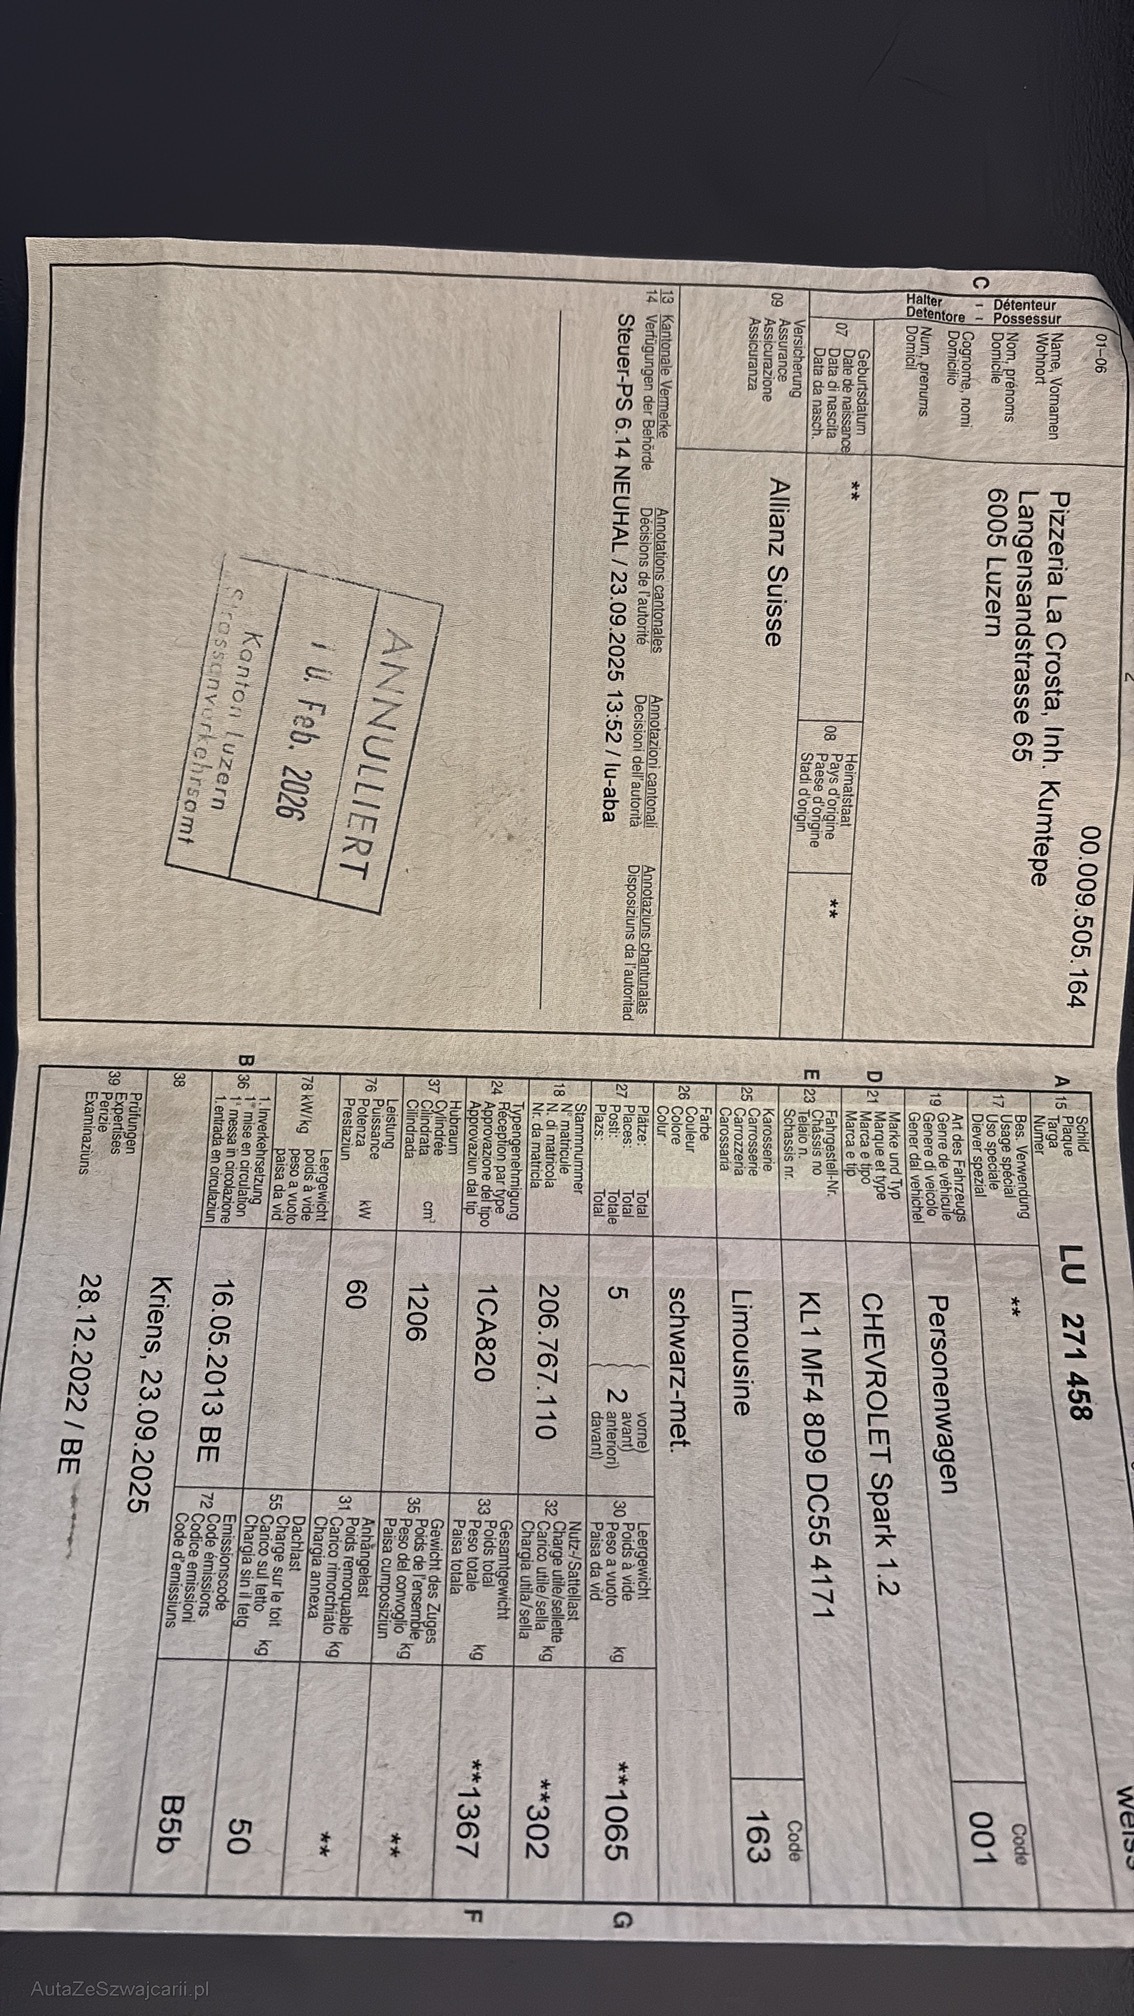 01–06
C
Halter - Détenteur
Detentore - Possessur
Name, Vornamen
Wohnort
Nom, prénoms
Domicile
Cognome, nomi
Domicilio
Num, prenums
Domicil
00.009.505.164
Pizzeria La Crosta, Inh. Kumtepe
Langensandstrasse 65
6005 Luzern
07
Geburtsdatum
Date de naissance
Data di nascita
Data da nasch.
**
08
Heimatstaat
Pays d'origine
Paese d'origine
Stadi d'origin
**
09
Versicherung
Assurance
Assicurazione
Assicuranza
Allianz Suisse
13 Kantonale Vermerke Annotations cantonales Annotazioni cantonali Annotaziuns chantunalas
14 Verfügungen der Behörde Décisions de l'autorité Decisioni dell'autorità Disposiziuns da l'autoritad
Steuer-PS 6.14 NEUHAL / 23.09.2025 13:52 / lu-aba
ANNULLIERT
Feb. 2026
Kanton Luzern
Strassenverkehrsamt
A 15
Schild
Plaque
Targa
Numer
LU 271 458
weiss
17
Bes. Verwendung
Usage spécial
Uso speciale
Diever spezial
**
19
Art des Fahrzeugs
Genre de véhicule
Genere di veicolo
Gener dal vehichel
Personenwagen
Code
001
D 21
Marke und Typ
Marque et type
Marca e tipo
Marca e tip
CHEVROLET Spark 1.2
E 23
Fahrgestell-Nr.
Châssis no
Telaio n.
Schassis nr.
KL1 MF4 8D9 DC55 4171
25
Karosserie
Carrosserie
Carrozzeria
Carossaria
Limousine
Code
163
26
Farbe
Couleur
Colore
Colur
schwarz-met.
27
Plätze: Total
Places: Total
Posti: Totale
Plazs: Total
5
2
vorne)
avant)
anteriori)
davant)
30
Leergewicht
Poids à vide
Peso a vuoto
Paisa da vid
kg
**1065
G
18
Stammnummer
N° matricule
N. di matricola
Nr. da matricla
206.767.110
32
Nutz-/Sattellast
Charge utile/sellette
Carico utile/sella
Chargia utila/sella
kg
**302
24
Typengenehmigung
Réception par type
Approvazione del tipo
Approvaziun dal tip
1CA820
33
Gesamtgewicht
Poids total
Peso totale
Paisa totala
kg
**1367
F
37
Hubraum
Cylindrée
Cilindrata
Cilindrada
cm³
1206
35
Gewicht des Zuges
Poids de l'ensemble
Peso del convoglio
Paisa cumposiziun
kg
**
76
Leistung
Puissance
Potenza
Prestaziun
kW
60
31
Anhängelast
Poids remorquable
Carico rimorchiato
Chargia annexa
kg
**
78 kW/kg
Leergewicht
poids à vide
peso a vuoto
paisa da vid
55
Dachlast
Charge sur le toit
Carico sul tetto
Chargia sin il tetg
kg
50
B 36
1. Inverkehrsetzung
1re mise en circulation
1a messa in circolazione
1. entrada en circulaziun
16.05.2013 BE
72
Emissionscode
Code émissions
Codice emissioni
Code d'emissiuns
B5b
38
Kriens, 23.09.2025
39
Prüfungen
Expertises
Perizie
Examinaziuns
28.12.2022 / BE
AutaZeSzwajcarii.pl